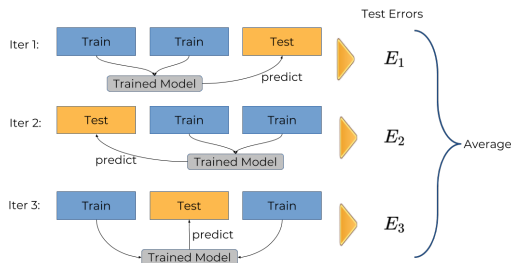 Test Errors
Iter 1: Train Train Test E1
Trained Model
predict
Iter 2: Test Train Train E2
Average
predict
Trained Model
Iter 3: Train Test Train E3
predict
Trained Model